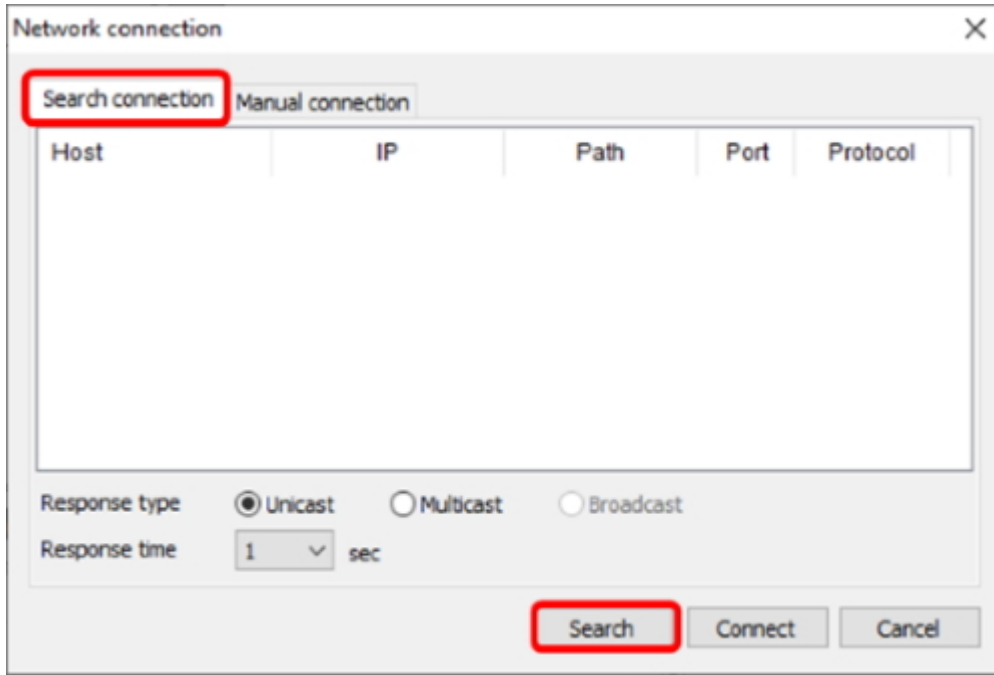 Network connection
Search connection Manual connection
Host IP Path Port Protocol
Response type Unicast Multicast Broadcast
Response time 1 sec
Search Connect Cancel